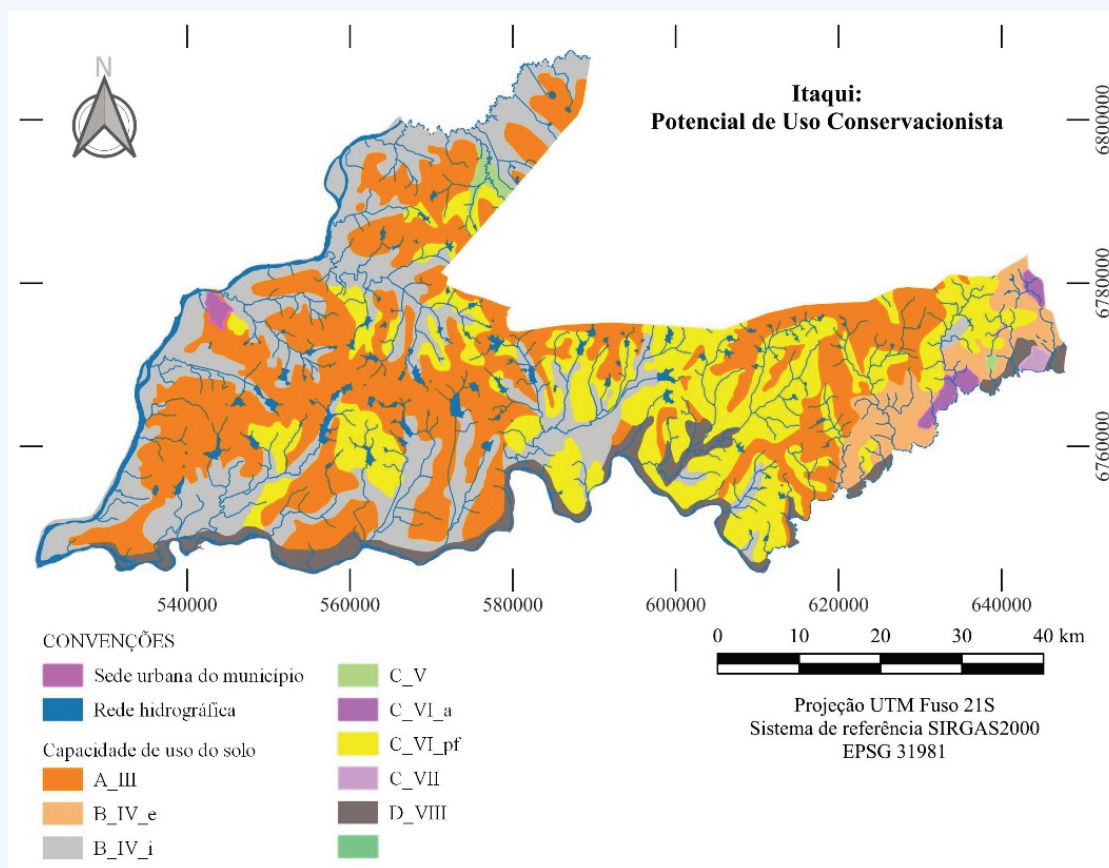 N
Itaqui:
Potencial de Uso Conservacionista
6800000
6780000
6760000
540000
560000
580000
600000
620000
640000
CONVENÇÕES
Sede urbana do município
Rede hidrográfica
Capacidade de uso do solo
A_III
B_IV_e
B_IV_i
C_V
C_VI_a
C_VI_pf
C_VII
D_VIII
0 10 20 30 40 km
Projeção UTM Fuso 21S
Sistema de referência SIRGAS2000
EPSG 31981